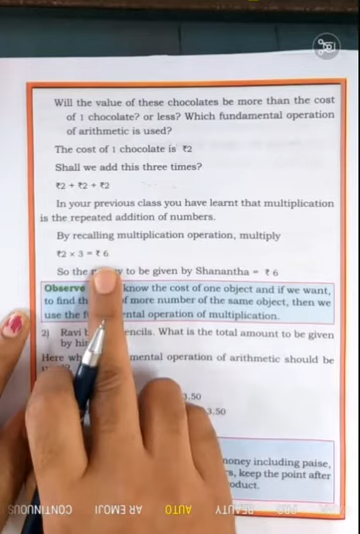 Will the value of these chocolates be more than the cost
of 1 chocolate? or less? Which fundamental operation
of arithmetic is used?
The cost of 1 chocolate is ₹2
Shall we add this three times?
₹2 + ₹2 + ₹2
In your previous class you have learnt that multiplication
is the repeated addition of numbers.
By recalling multiplication operation, multiply
₹2 × 3 = ₹ 6
So the to be given by Shanantha = ₹ 6
Observe know the cost of one object and if we want,
to find of more number of the same object, then we
use the ental operation of multiplication.
2) Ravi encils. What is the total amount to be given
by
Here mental operation of arithmetic should be
3.50
3.50
money including paise,
keep the point after
oduct.
CONTINUOUS AR EMOJI AUTO BEAUTY PRO